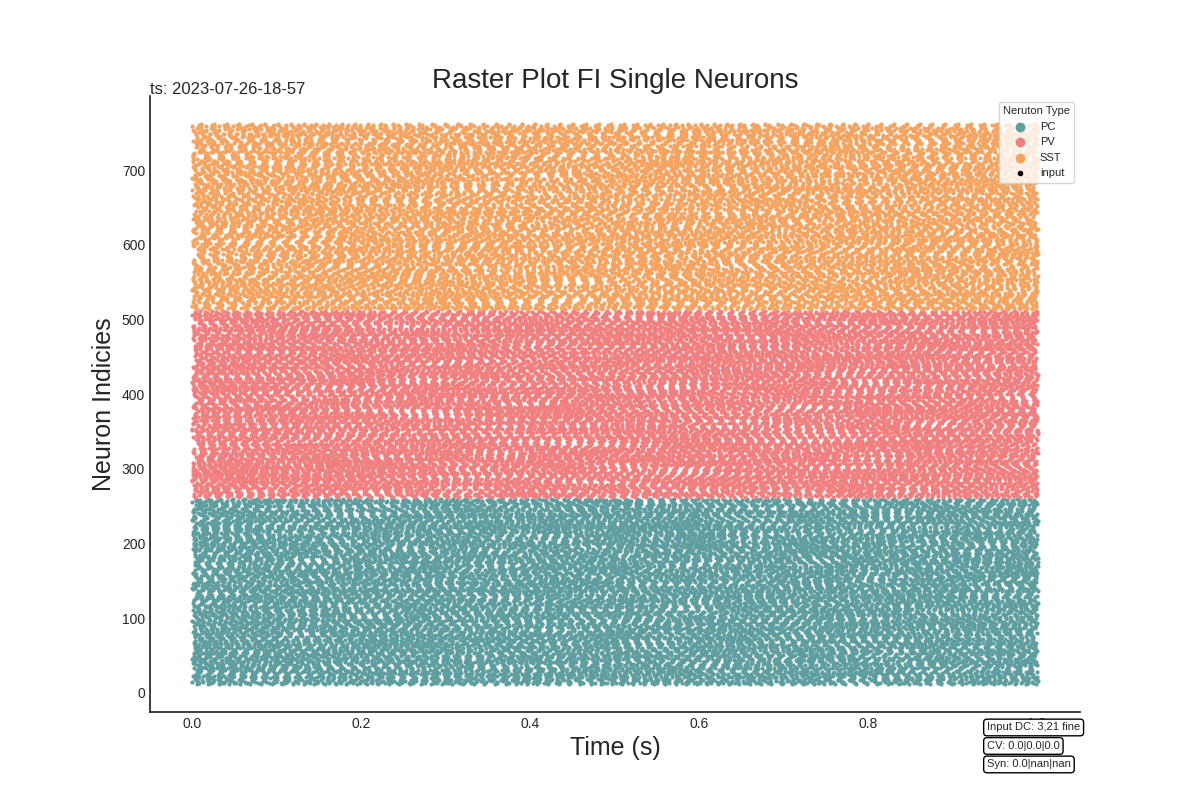 Raster Plot FI Single Neurons
ts: 2023-07-26-18-57
Neruton Type
PC
PV
SST
input
Neuron Indicies
700
600
500
400
300
200
100
0
0.0 0.2 0.4 0.6 0.8
Time (s)
Input DC: 3,21 fine
CV: 0.0|0.0|0.0
Syn: 0.0|nan|nan